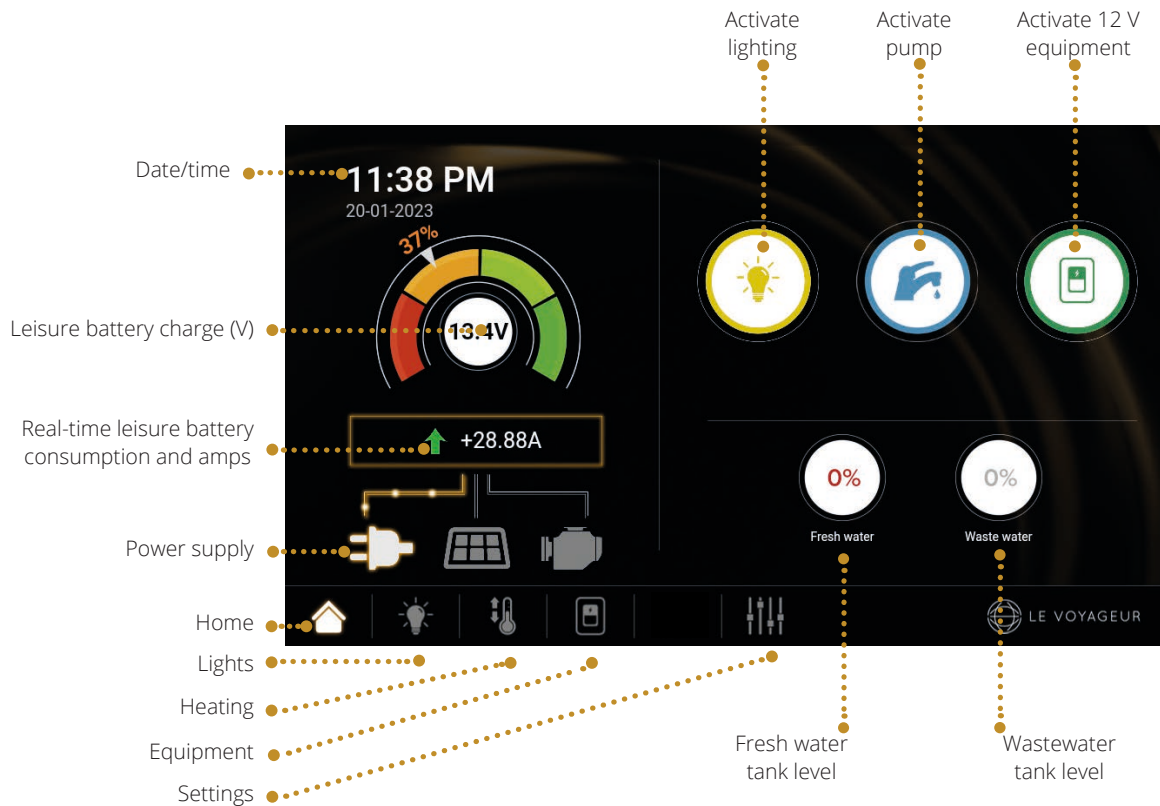 Activate
lighting
Activate
pump
Activate 12 V
equipment
Date/time
11:38 PM
20-01-2023
37%
Leisure battery charge (V)
13.4V
Real-time leisure battery
consumption and amps
+28.88A
Power supply
0%
0%
Fresh water
Waste water
Home
LE VOYAGEUR
Lights
Heating
Equipment
Settings
Fresh water
tank level
Wastewater
tank level